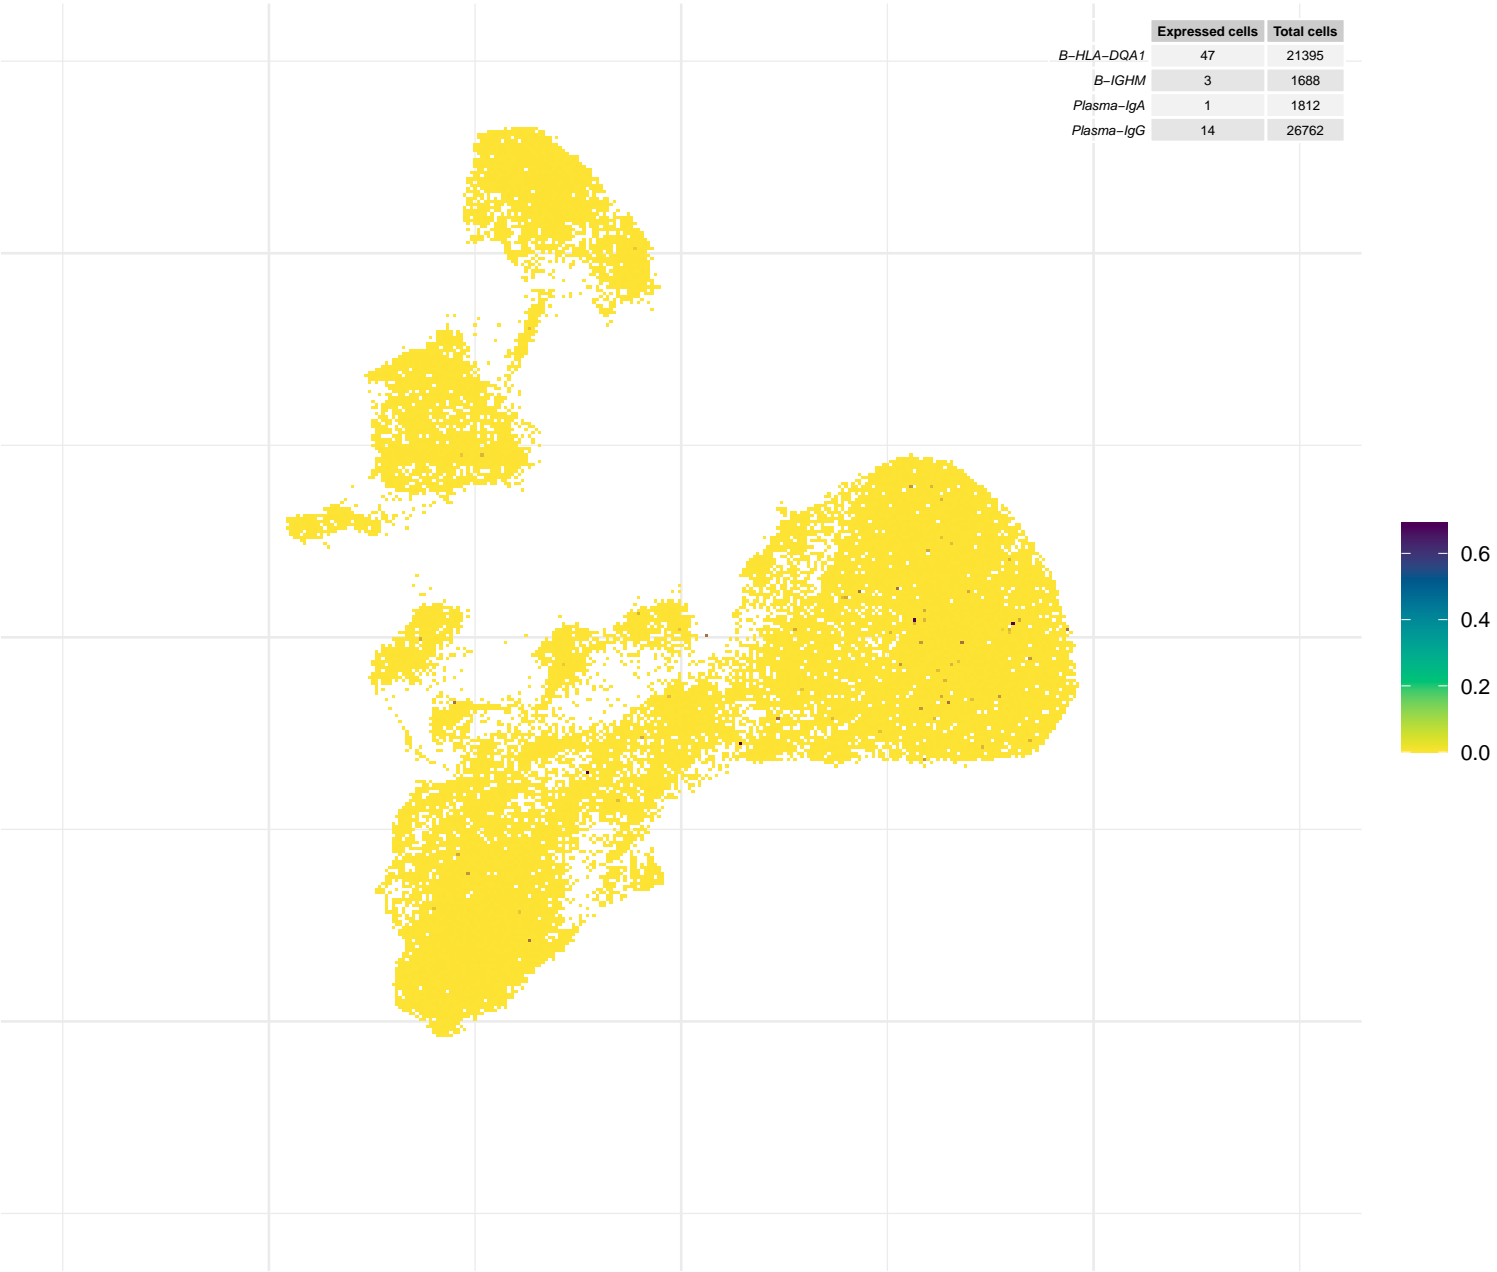 Expressed cells Total cells
B-HLA-DQA1 47 21395
B-IGHM 3 1688
Plasma-IgA 1 1812
Plasma-IgG 14 26762
0.6
0.4
0.2
0.0